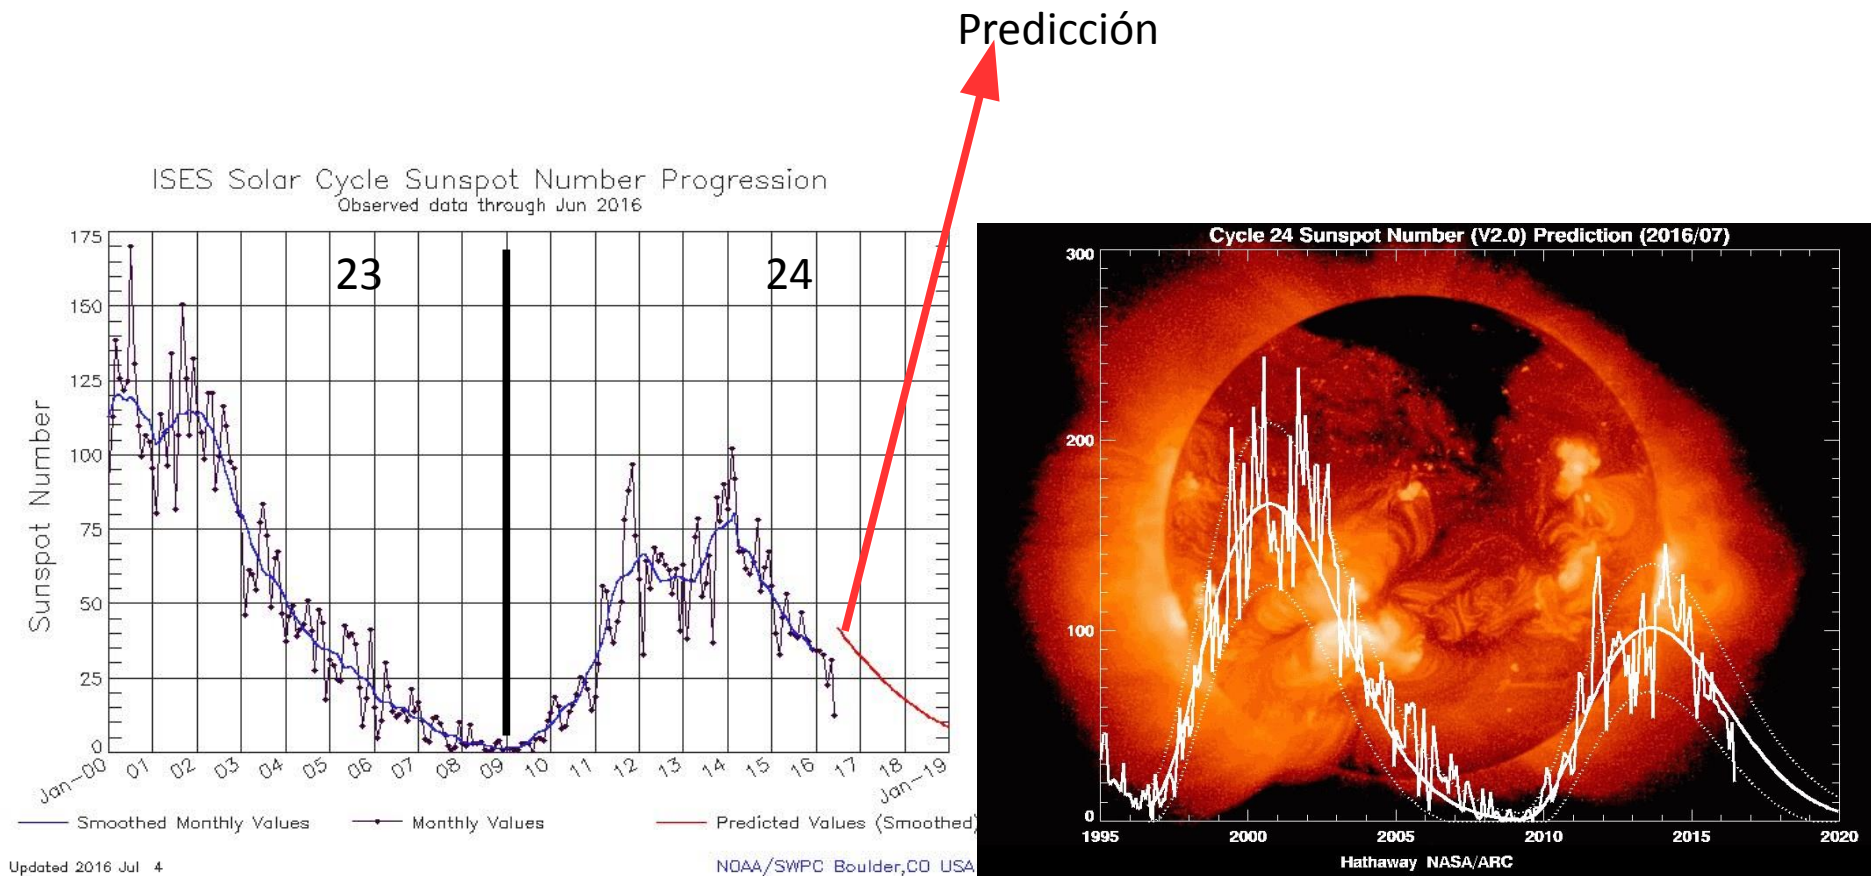 Predicción
ISES Solar Cycle Sunspot Number Progression
Observed data through Jun 2016
175
150
125
100
75
50
25
0
Sunspot Number
23
24
Jan-00 01 02 03 04 05 06 07 08 09 10 11 12 13 14 15 16 17 18 Jan-19
Smoothed Monthly Values Monthly Values Predicted Values (Smoothed)
Updated 2016 Jul 4
NOAA/SWPC Boulder,CO USA
Cycle 24 Sunspot Number (V2.0) Prediction (2016/07)
300
200
100
0
1995 2000 2005 2010 2015 2020
Hathaway NASA/ARC